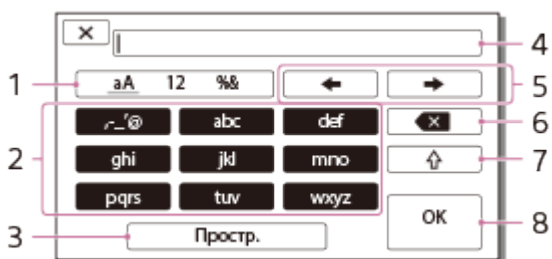 ×
4
1 aA 12 %& ← → 5
,-_'@ abc def × 6
2 ghi jkl mno ⇧ 7
pqrs tuv wxyz OK 8
3 Простр.